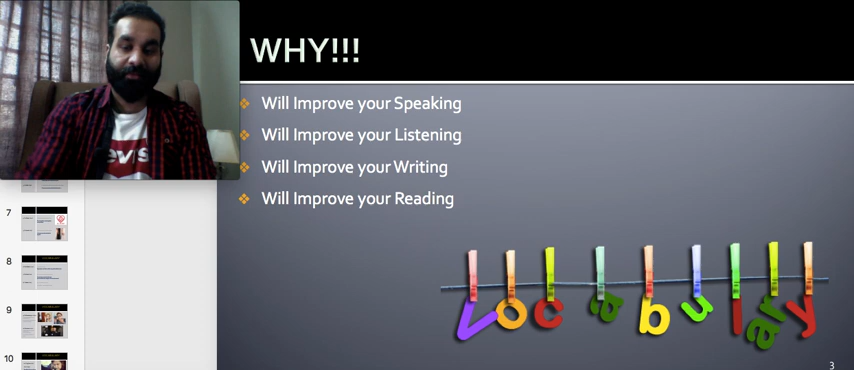 WHY!!!
evi's
Will Improve your Speaking
Will Improve your Listening
Will Improve your Writing
Will Improve your Reading
vocabulary
7
8
9
10
3